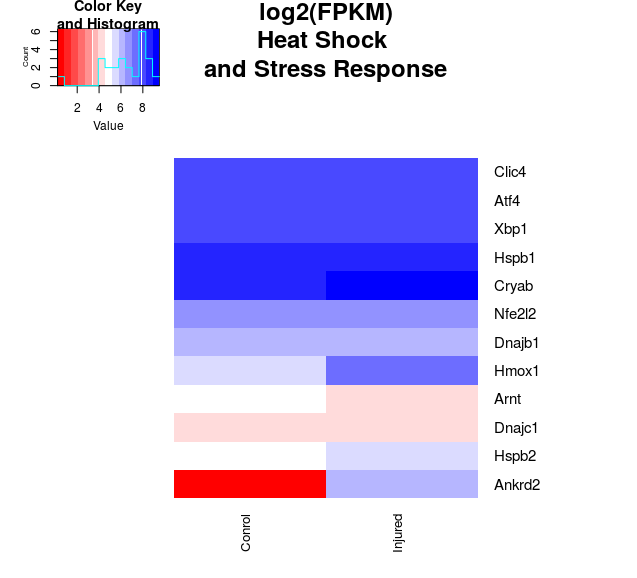 Color Key
and Histogram
Count
0 2 4 6
2 4 6 8
Value
log2(FPKM)
Heat Shock
and Stress Response
Clic4
Atf4
Xbp1
Hspb1
Cryab
Nfe2l2
Dnajb1
Hmox1
Arnt
Dnajc1
Hspb2
Ankrd2
Conrol
Injured